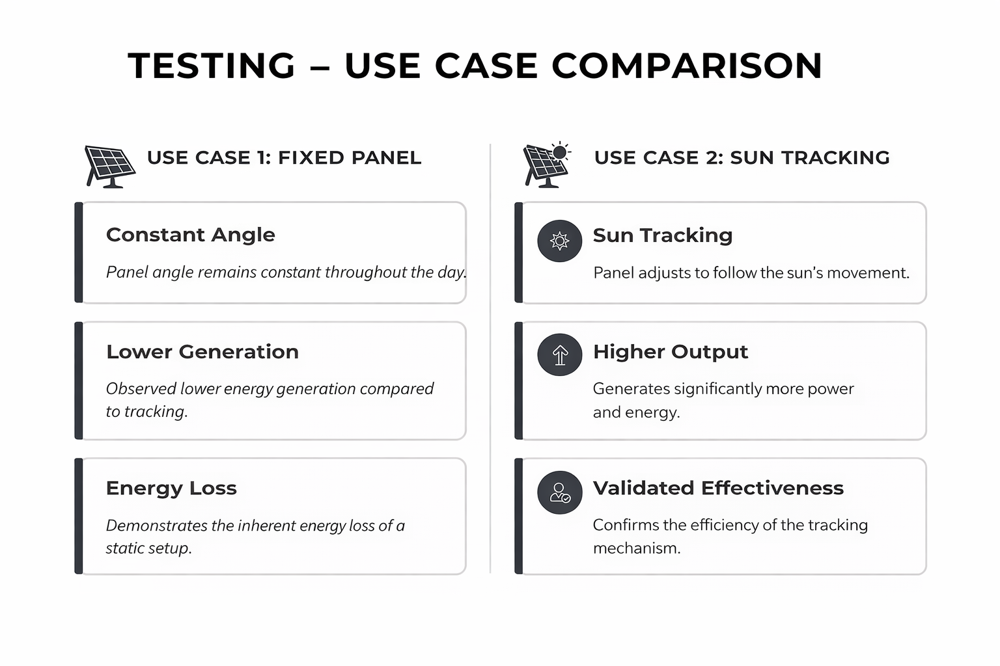 TESTING – USE CASE COMPARISON
USE CASE 1: FIXED PANEL
Constant Angle
Panel angle remains constant throughout the day.
Lower Generation
Observed lower energy generation compared
to tracking.
Energy Loss
Demonstrates the inherent energy loss of a
static setup.
USE CASE 2: SUN TRACKING
Sun Tracking
Panel adjusts to follow the sun's movement.
Higher Output
Generates significantly more power
and energy.
Validated Effectiveness
Confirms the efficiency of the tracking
mechanism.